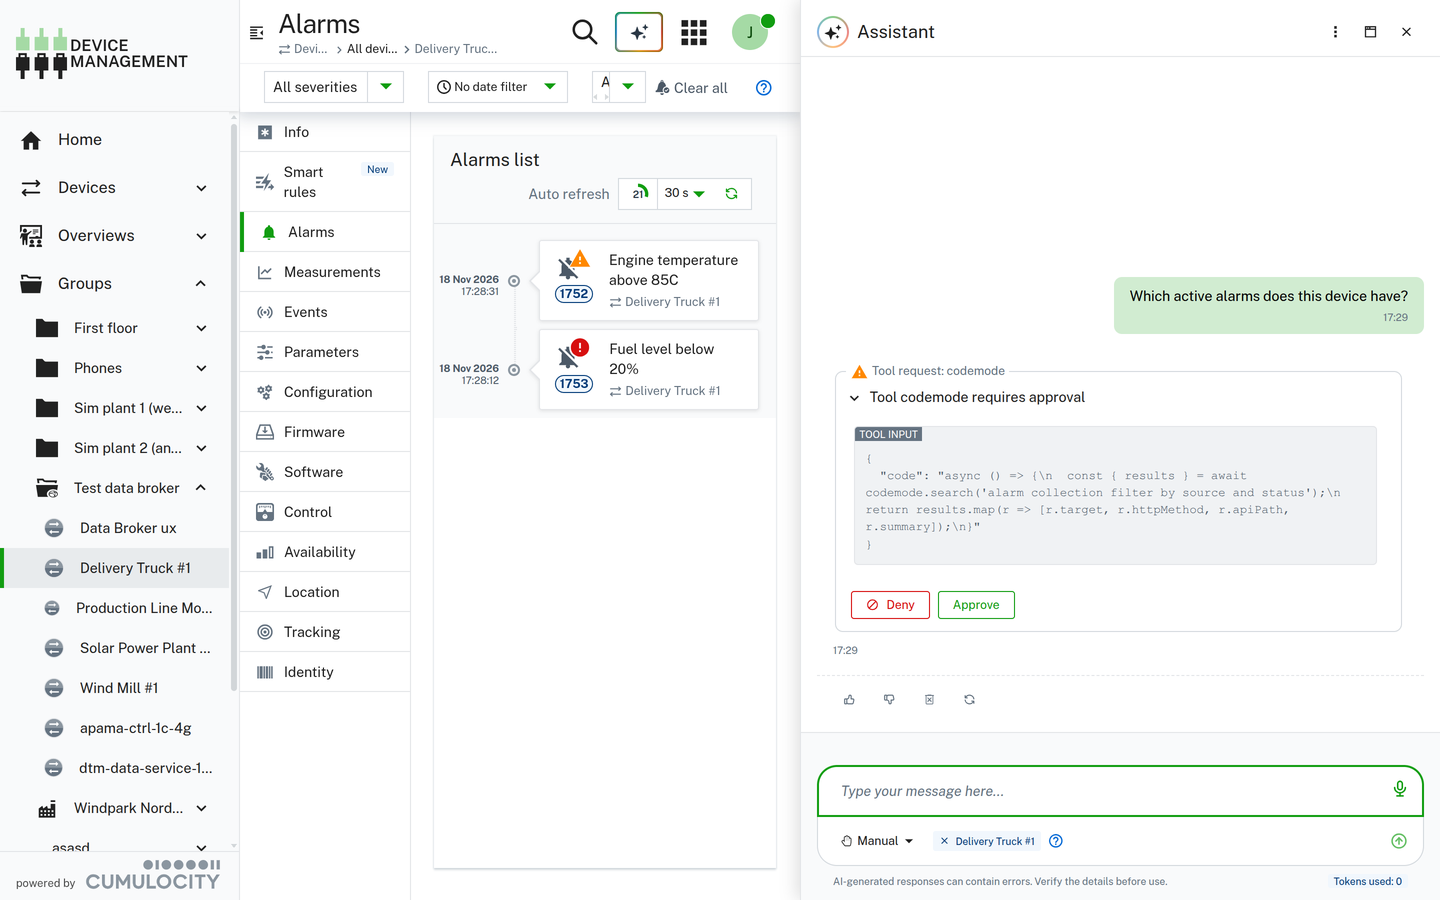 DEVICE
MANAGEMENT
Home
Devices
Overviews
Groups
First floor
Phones
Sim plant 1 (we...
Sim plant 2 (an...
Test data broker
Data Broker ux
Delivery Truck #1
Production Line Mo...
Solar Power Plant ...
Wind Mill #1
apama-ctrl-1c-4g
dtm-data-service-1...
Windpark Nord...
asasd
powered by CUMULOCITY
Alarms
Devi... > All devi... > Delivery Truc...
J
All severities
No date filter
A
Clear all
Info
Smart rules New
Alarms
Measurements
Events
Parameters
Configuration
Firmware
Software
Control
Availability
Location
Tracking
Identity
Alarms list
Auto refresh 21 30 s
18 Nov 2026
17:28:31
1752
Engine temperature
above 85C
Delivery Truck #1
18 Nov 2026
17:28:12
1753
Fuel level below
20%
Delivery Truck #1
Assistant
Which active alarms does this device have?
17:29
Tool request: codemode
Tool codemode requires approval
TOOL INPUT
{
"code": "async () => {\n  const { results } = await
codemode.search('alarm collection filter by source and status');\n
return results.map(r => [r.target, r.httpMethod, r.apiPath,
r.summary]);\n}"
}
Deny
Approve
17:29
Type your message here...
Manual
× Delivery Truck #1
AI-generated responses can contain errors. Verify the details before use.
Tokens used: 0